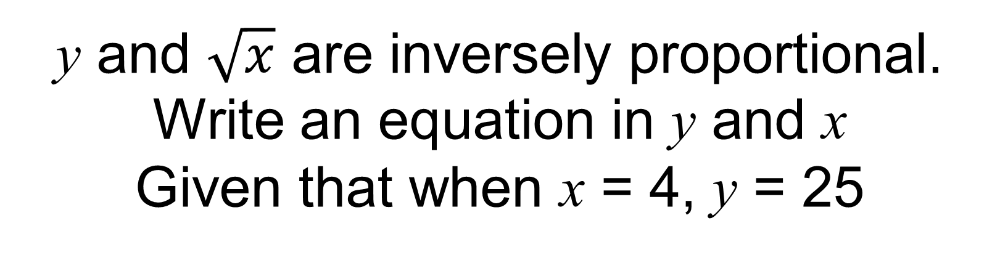 y and √x are inversely proportional.
Write an equation in y and x
Given that when x = 4, y = 25